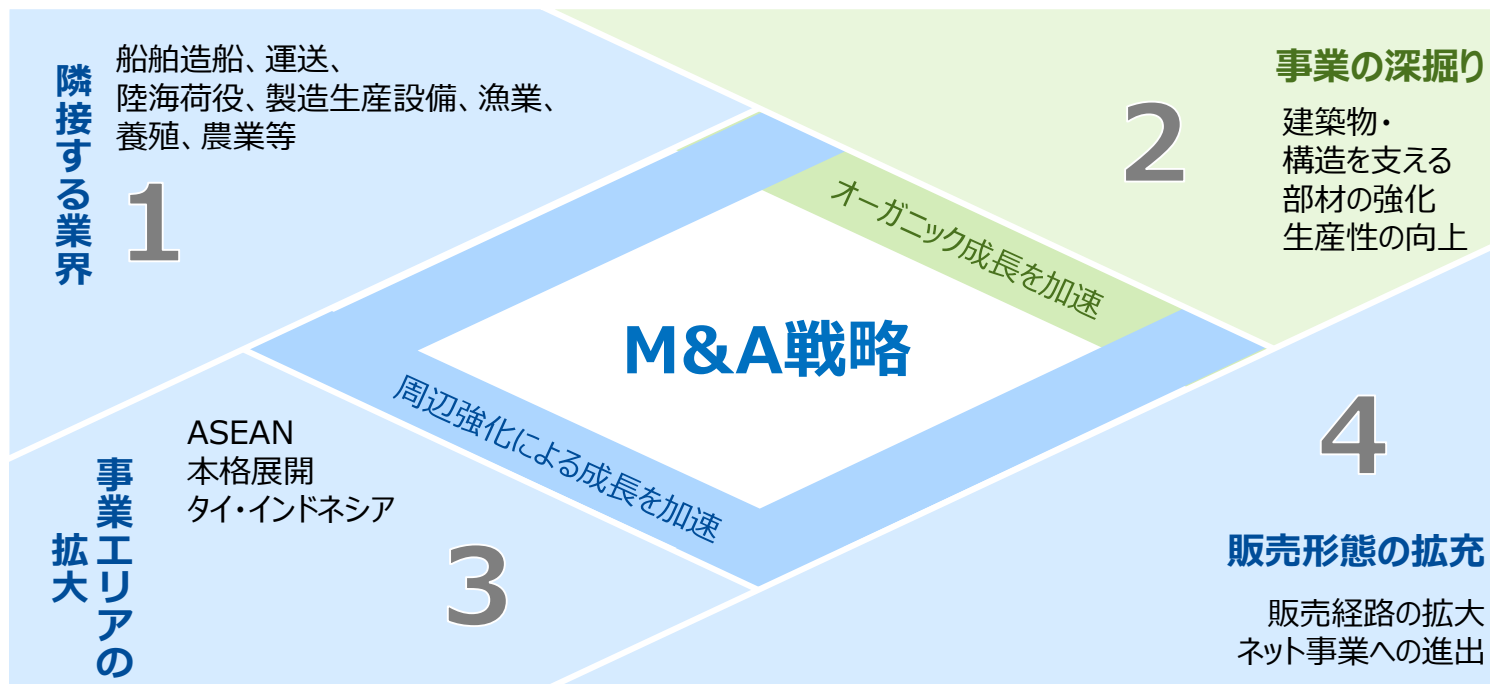 隣接する業界
船舶造船、運送、
陸海荷役、製造生産設備、漁業、
養殖、農業等
1
事業の深掘り
2
建築物・
構造を支える
部材の強化
生産性の向上
オーガニック成長を加速
M&A戦略
周辺強化による成長を加速
事業エリアの
拡大
ASEAN
本格展開
タイ・インドネシア
3
4
販売形態の拡充
販売経路の拡大
ネット事業への進出